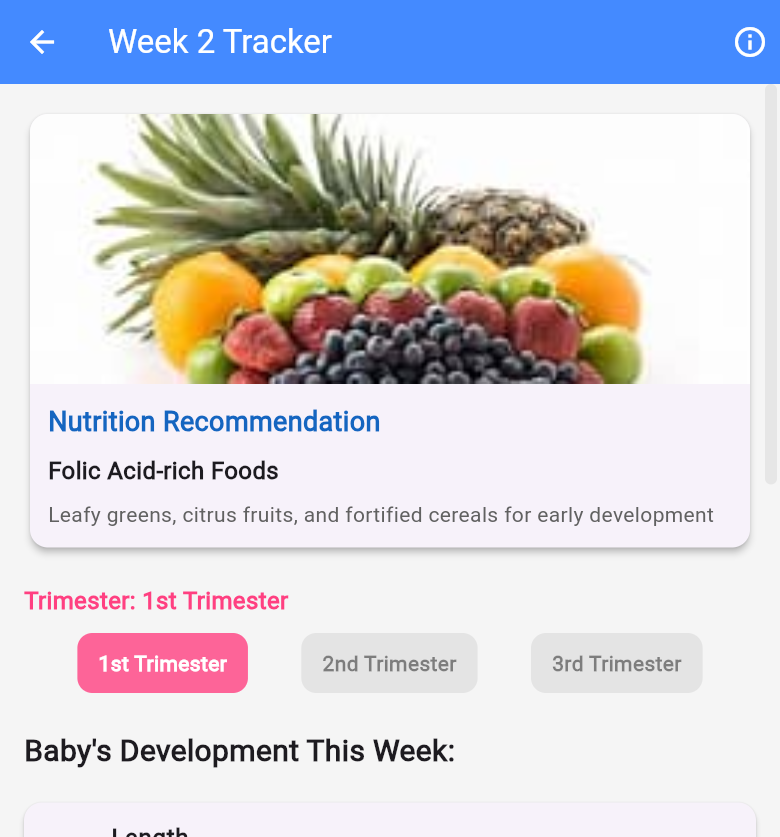 Week 2 Tracker
Nutrition Recommendation
Folic Acid-rich Foods
Leafy greens, citrus fruits, and fortified cereals for early development
Trimester: 1st Trimester
1st Trimester
2nd Trimester
3rd Trimester
Baby's Development This Week:
Length